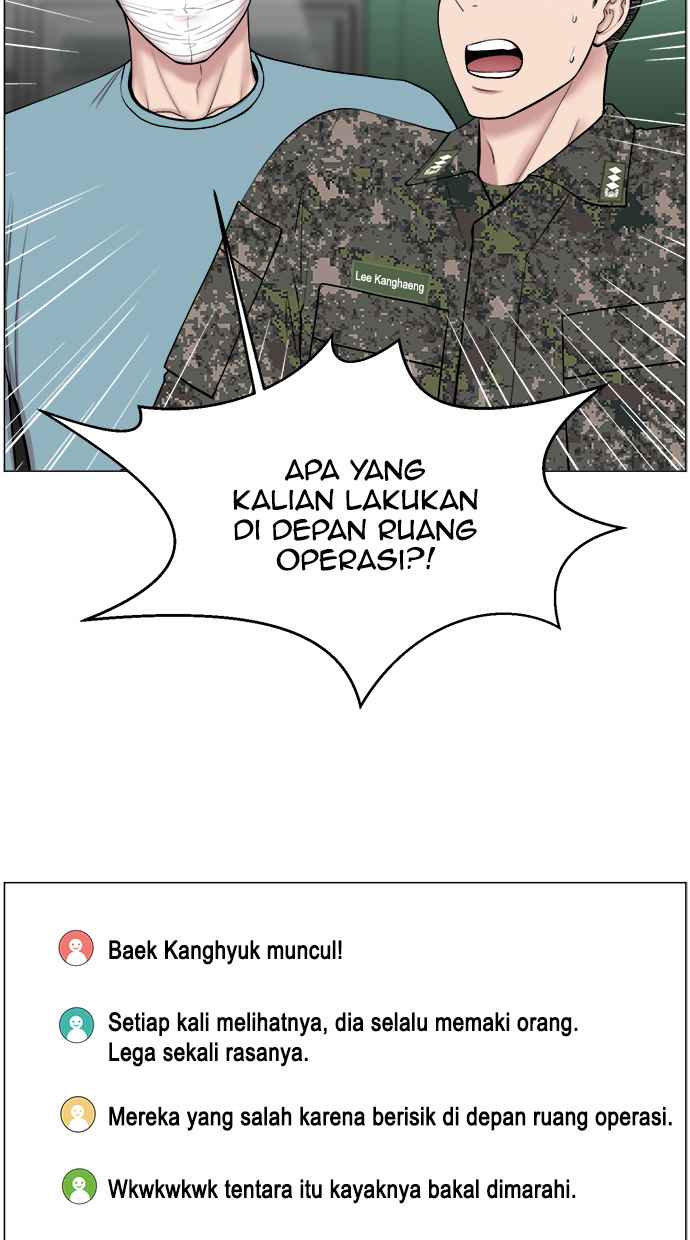 Lee Kanghaeng
APA YANG
KALIAN LAKUKAN
DI DEPAN RUANG
OPERASI?!
Baek Kanghyuk muncul!
Setiap kali melihatnya, dia selalu memaki orang.
Lega sekali rasanya.
Mereka yang salah karena berisik di depan ruang operasi.
Wkwkwkwk tentara itu kayaknya bakal dimarahi.